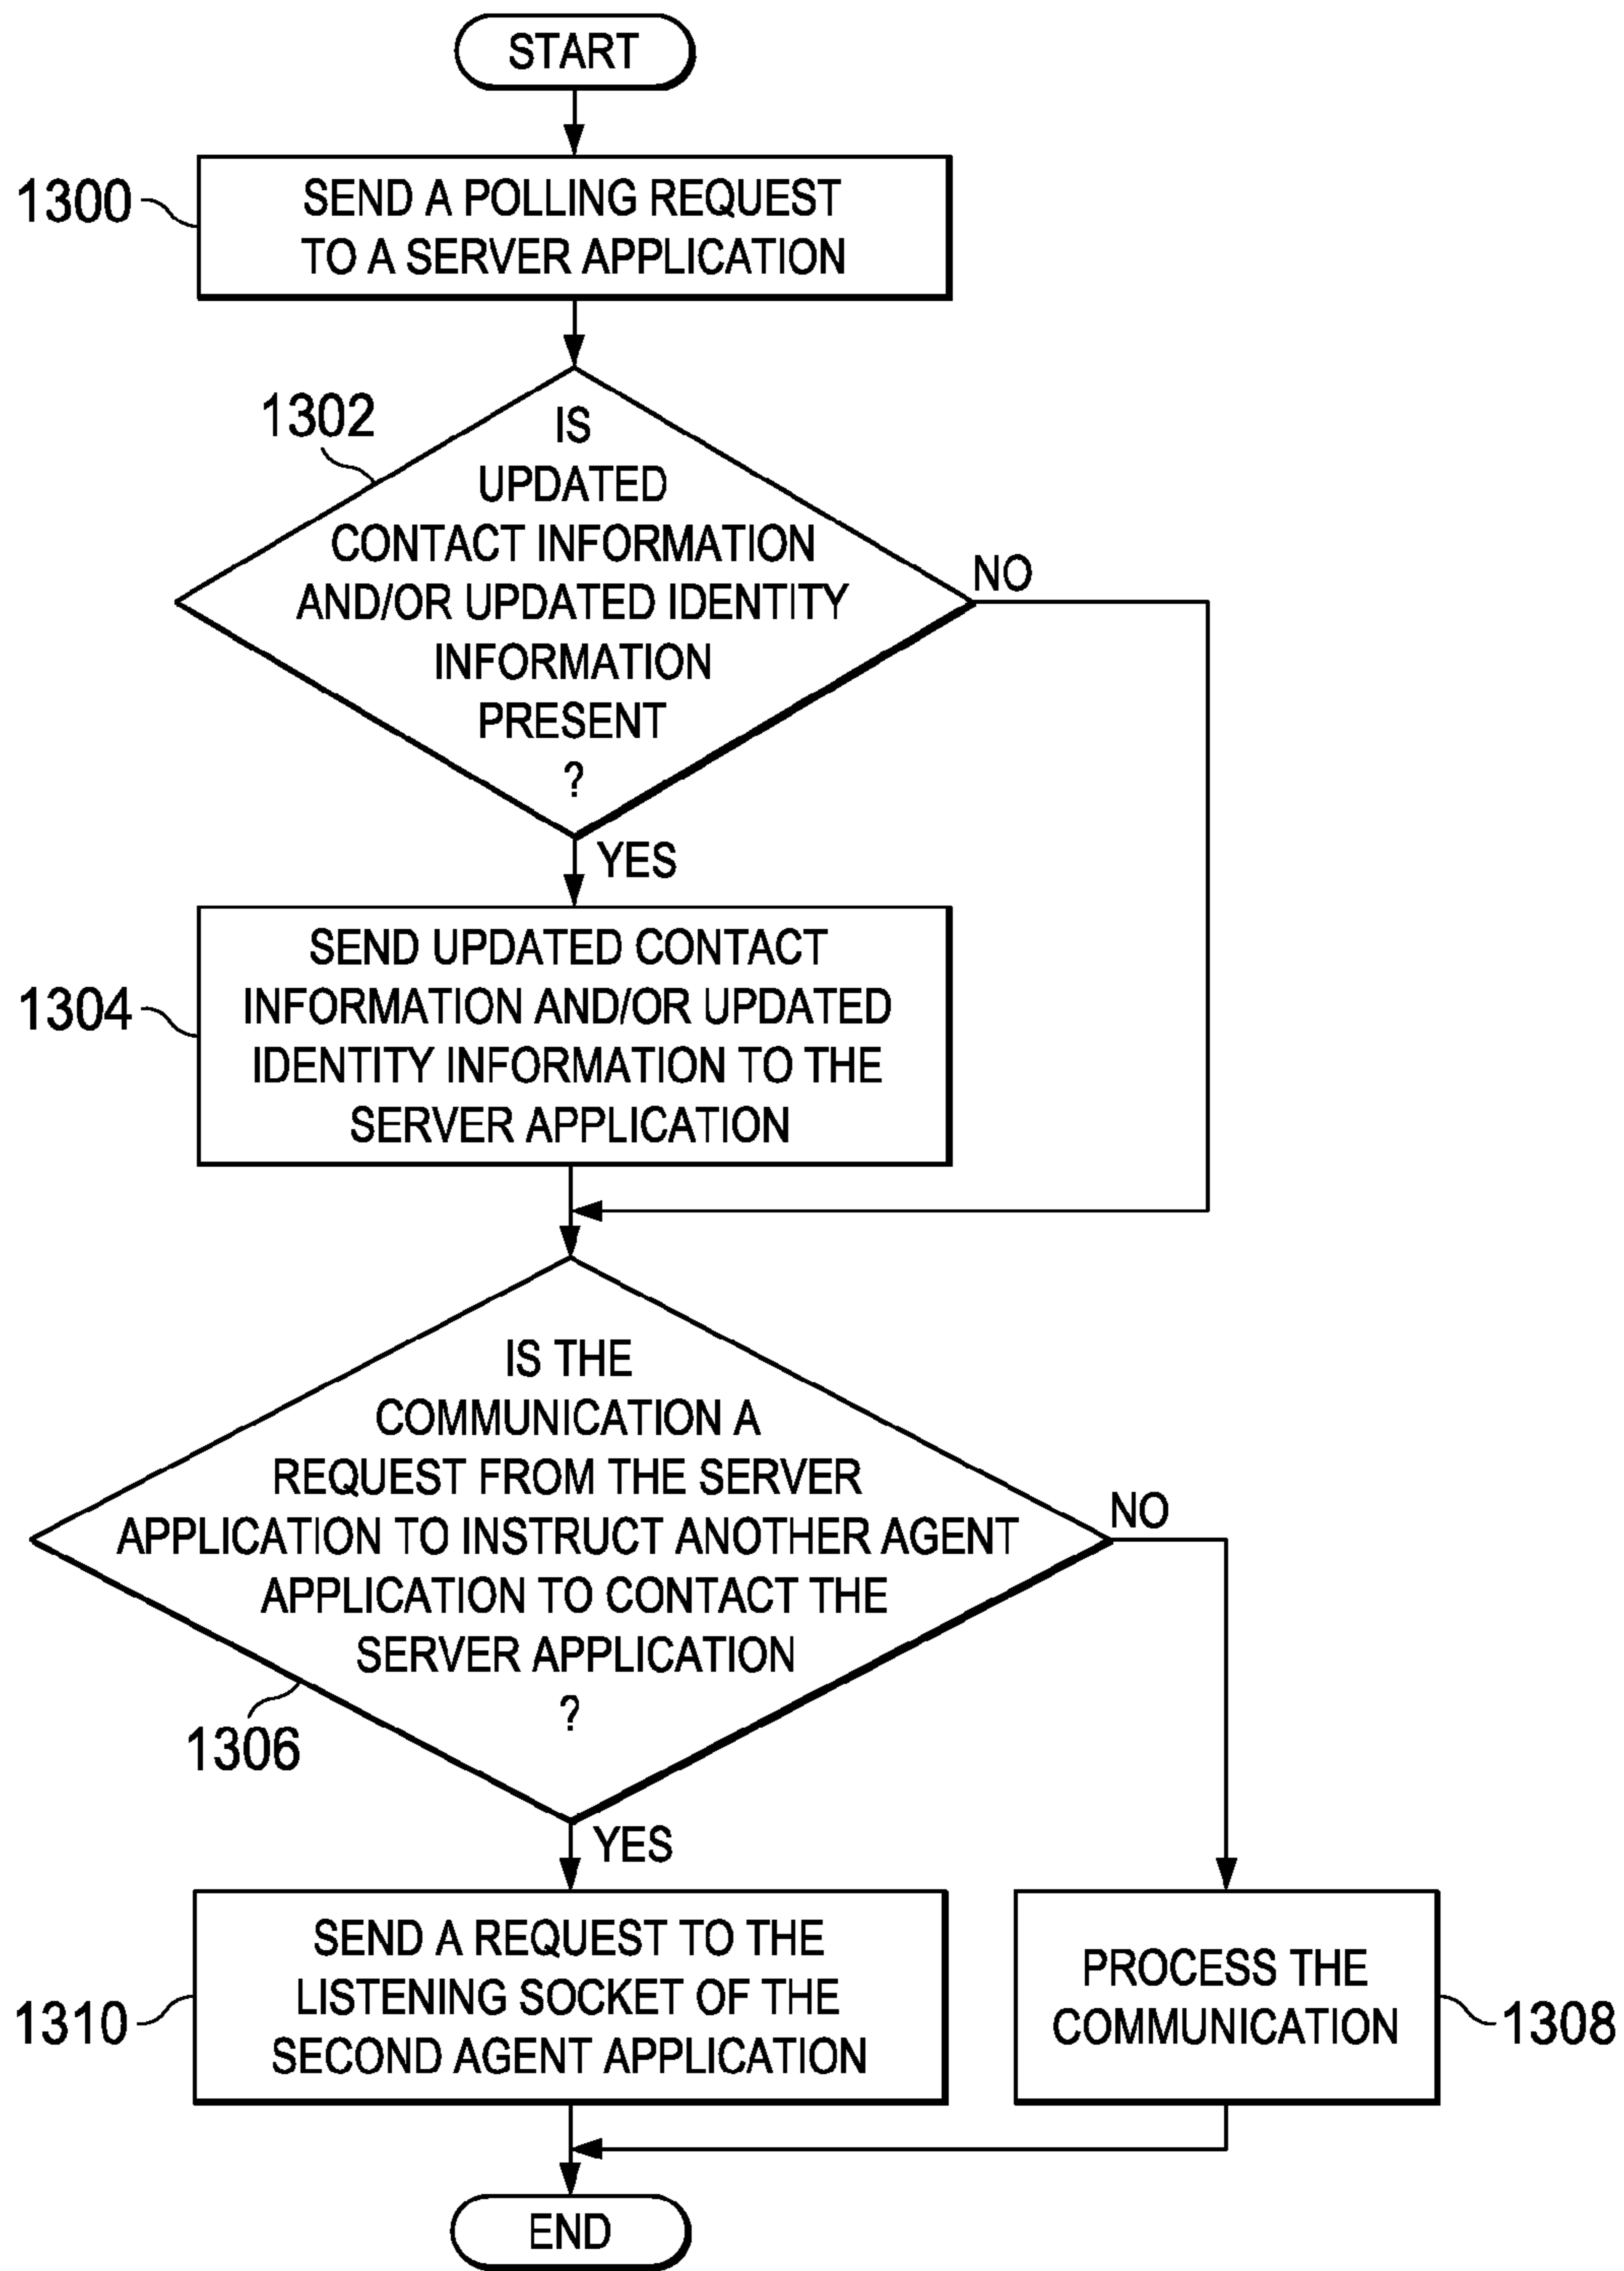 START
1300
SEND A POLLING REQUEST
TO A SERVER APPLICATION
1302
IS
UPDATED
CONTACT INFORMATION
AND/OR UPDATED IDENTITY
INFORMATION
PRESENT
?
NO
YES
1304
SEND UPDATED CONTACT
INFORMATION AND/OR UPDATED
IDENTITY INFORMATION TO THE
SERVER APPLICATION
IS THE
COMMUNICATION A
REQUEST FROM THE SERVER
APPLICATION TO INSTRUCT ANOTHER AGENT
APPLICATION TO CONTACT THE
SERVER APPLICATION
?
NO
1306
YES
1310
SEND A REQUEST TO THE
LISTENING SOCKET OF THE
SECOND AGENT APPLICATION
PROCESS THE
COMMUNICATION
1308
END